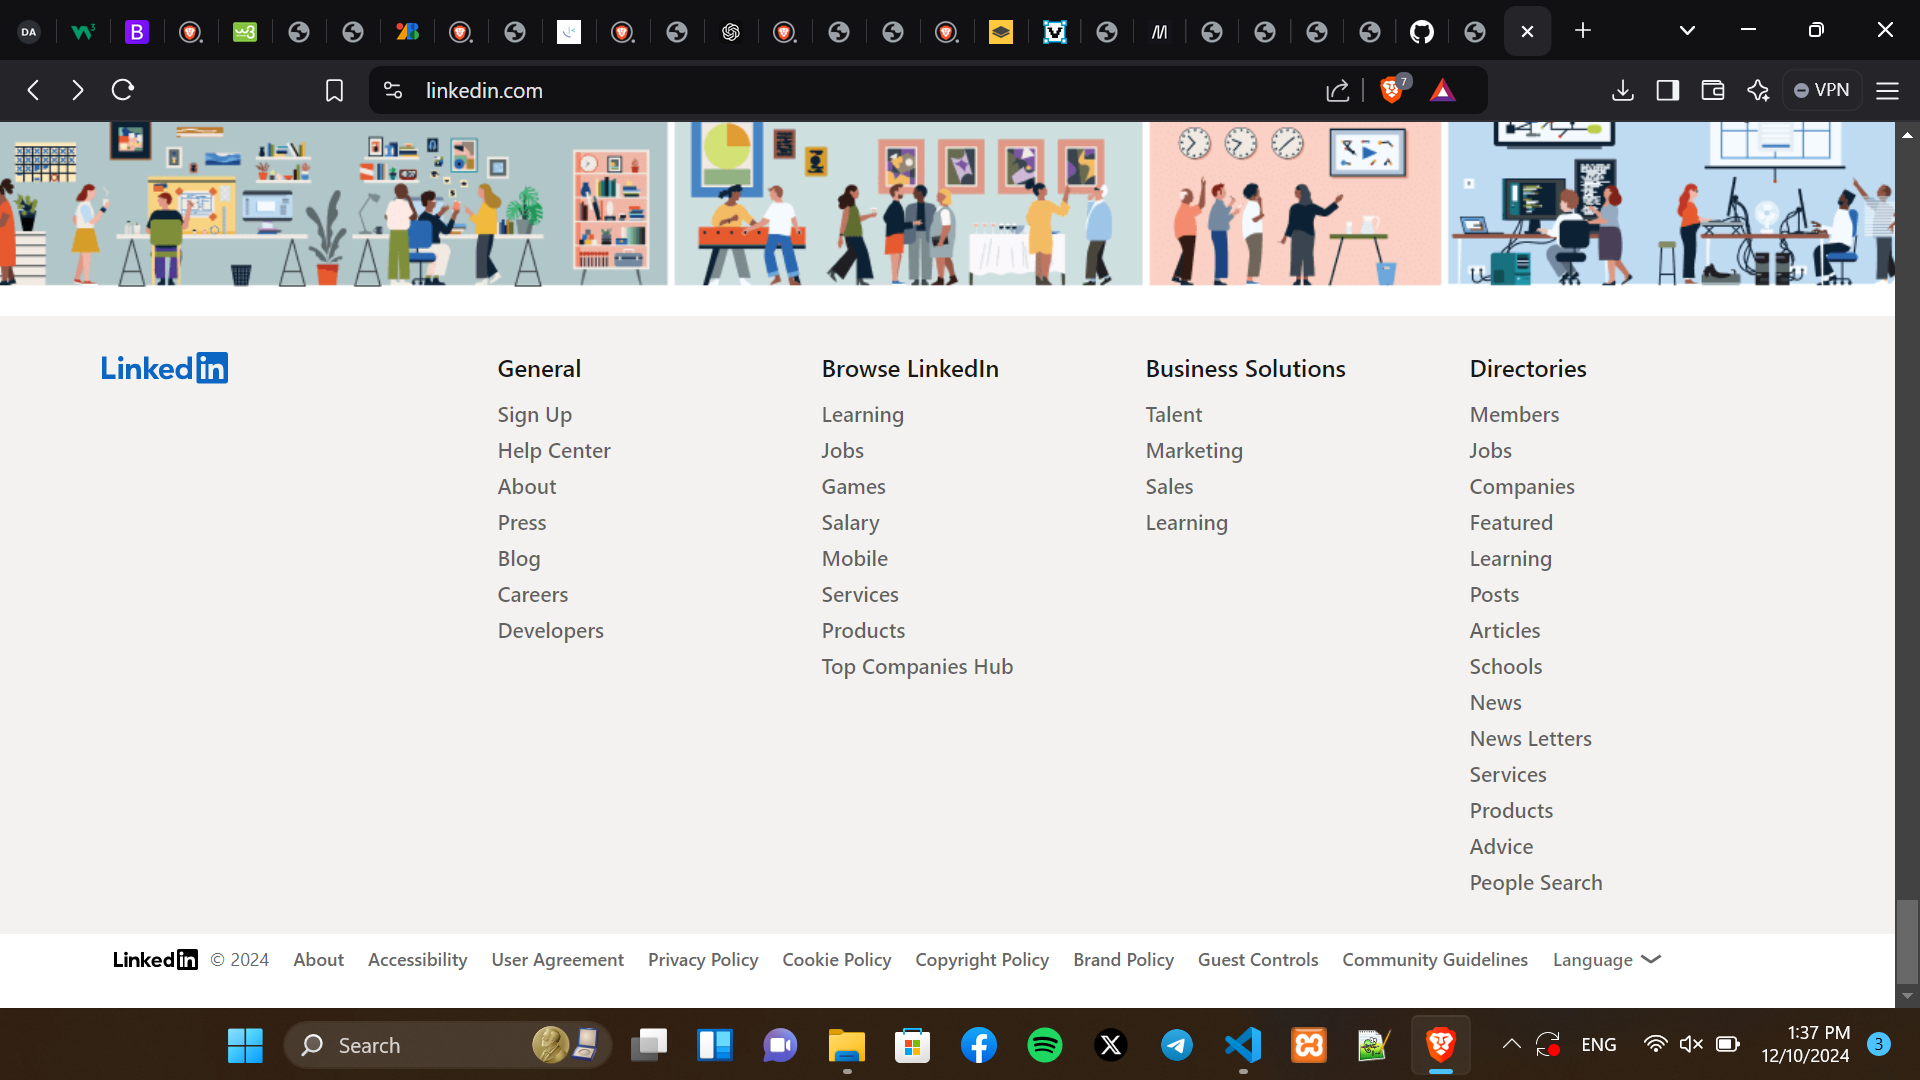 DA
linkedin.com
7
VPN
Linkedin
General
Sign Up
Help Center
About
Press
Blog
Careers
Developers
Browse LinkedIn
Learning
Jobs
Games
Salary
Mobile
Services
Products
Top Companies Hub
Business Solutions
Talent
Marketing
Sales
Learning
Directories
Members
Jobs
Companies
Featured
Learning
Posts
Articles
Schools
News
News Letters
Services
Products
Advice
People Search
Linkedin © 2024 About Accessibility User Agreement Privacy Policy Cookie Policy Copyright Policy Brand Policy Guest Controls Community Guidelines Language
Search
ENG
1:37 PM
12/10/2024
3